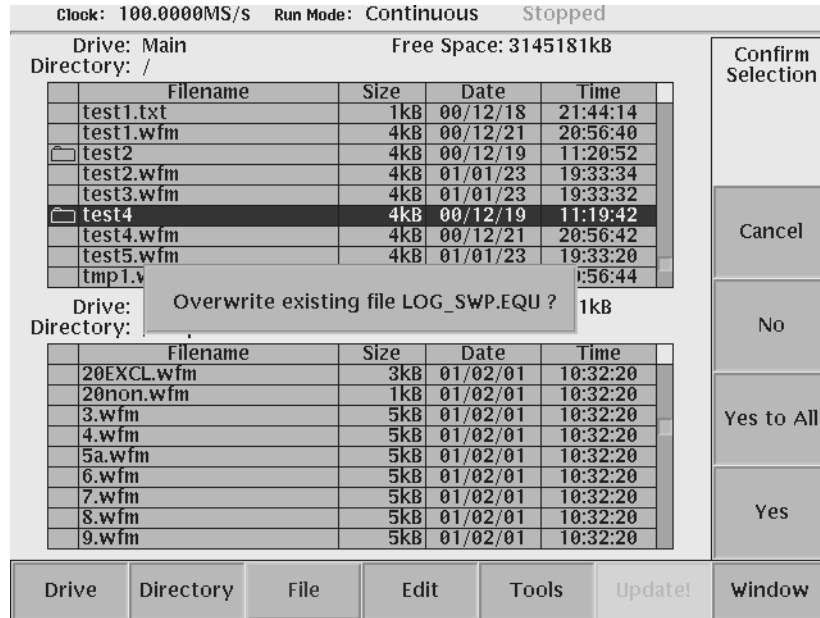 Clock: 100.0000MS/s Run Mode: Continuous Stopped
Drive: Main Free Space: 3145181kB
Directory: /
Filename Size Date Time
test1.txt 1kB 00/12/18 21:44:14
test1.wfm 4kB 00/12/21 20:56:40
test2 4kB 00/12/19 11:20:52
test2.wfm 4kB 01/01/23 19:33:34
test3.wfm 4kB 01/01/23 19:33:32
test4 4kB 00/12/19 11:19:42
test4.wfm 4kB 00/12/21 20:56:42
test5.wfm 4kB 01/01/23 19:33:20
tmp1. :56:44
Overwrite existing file LOG_SWP.EQU ?
Drive: 1kB
Directory:
Filename Size Date Time
20EXCL.wfm 3kB 01/02/01 10:32:20
20non.wfm 1kB 01/02/01 10:32:20
3.wfm 5kB 01/02/01 10:32:20
4.wfm 5kB 01/02/01 10:32:20
5a.wfm 5kB 01/02/01 10:32:20
6.wfm 5kB 01/02/01 10:32:20
7.wfm 5kB 01/02/01 10:32:20
8.wfm 5kB 01/02/01 10:32:20
9.wfm 5kB 01/02/01 10:32:20
Confirm
Selection
Cancel
No
Yes to All
Yes
Drive Directory File Edit Tools Update! Window